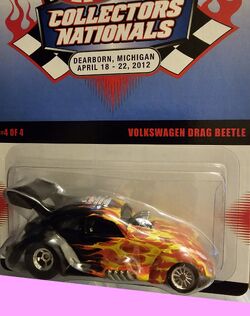 COLLECTORS
NATIONALS
DEARBORN, MICHIGAN
APRIL 18 - 22, 2012
#4 OF 4
VOLKSWAGEN DRAG BEETLE